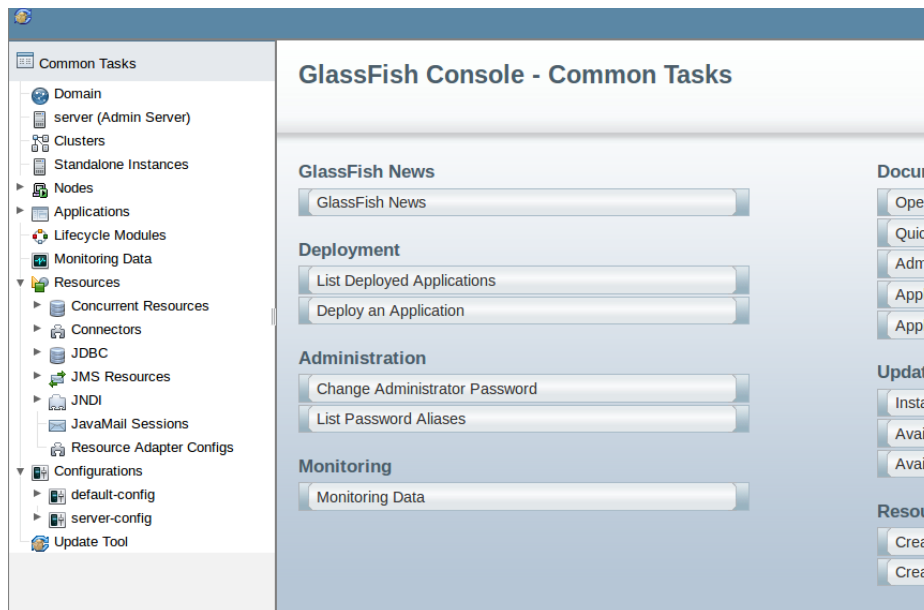 Common Tasks
Domain
server (Admin Server)
Clusters
Standalone Instances
Nodes
Applications
Lifecycle Modules
Monitoring Data
Resources
Concurrent Resources
Connectors
JDBC
JMS Resources
JNDI
JavaMail Sessions
Resource Adapter Configs
Configurations
default-config
server-config
Update Tool
GlassFish Console - Common Tasks
GlassFish News
GlassFish News
Deployment
List Deployed Applications
Deploy an Application
Administration
Change Administrator Password
List Password Aliases
Monitoring
Monitoring Data